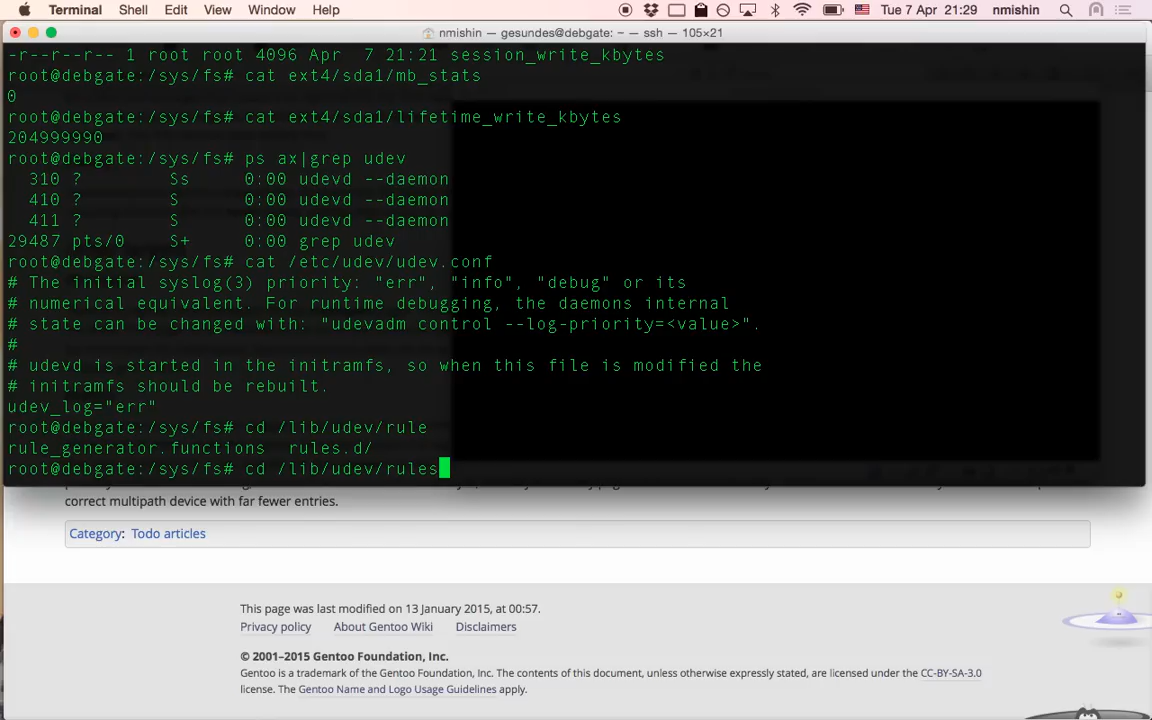 Terminal Shell Edit View Window Help Tue 7 Apr 21:29 nmishin
nmishin — gesundes@debgate: ~ — ssh — 105×21
-r--r--r-- 1 root root 4096 Apr  7 21:21 session_write_kbytes
root@debgate:/sys/fs# cat ext4/sda1/mb_stats
0
root@debgate:/sys/fs# cat ext4/sda1/lifetime_write_kbytes
204999990
root@debgate:/sys/fs# ps ax|grep udev
  310 ?        Ss     0:00 udevd --daemon
  410 ?        S      0:00 udevd --daemon
  411 ?        S      0:00 udevd --daemon
29487 pts/0    S+     0:00 grep udev
root@debgate:/sys/fs# cat /etc/udev/udev.conf
# The initial syslog(3) priority: "err", "info", "debug" or its
# numerical equivalent. For runtime debugging, the daemons internal
# state can be changed with: "udevadm control --log-priority=<value>".
#
# udevd is started in the initramfs, so when this file is modified the
# initramfs should be rebuilt.
udev_log="err"
root@debgate:/sys/fs# cd /lib/udev/rule
rule_generator.functions  rules.d/
root@debgate:/sys/fs# cd /lib/udev/rules
correct multipath device with far fewer entries.
Category: Todo articles
This page was last modified on 13 January 2015, at 00:57.
Privacy policy About Gentoo Wiki Disclaimers
© 2001–2015 Gentoo Foundation, Inc.
Gentoo is a trademark of the Gentoo Foundation, Inc. The contents of this document, unless otherwise expressly stated, are licensed under the CC-BY-SA-3.0
license. The Gentoo Name and Logo Usage Guidelines apply.